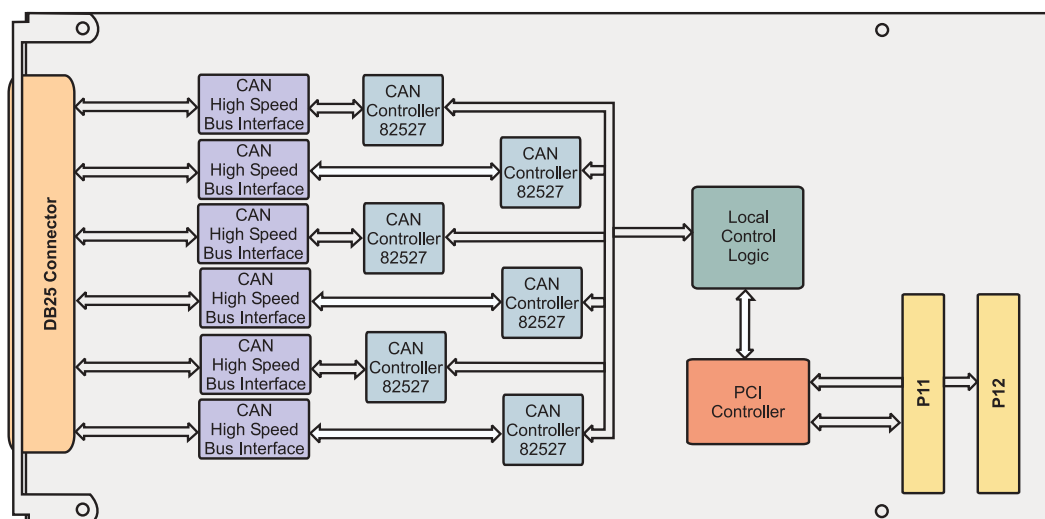 DB25 Connector
CAN
High Speed
Bus Interface
CAN
Controller
82527
CAN
High Speed
Bus Interface
CAN
Controller
82527
CAN
High Speed
Bus Interface
CAN
Controller
82527
CAN
High Speed
Bus Interface
CAN
Controller
82527
CAN
High Speed
Bus Interface
CAN
Controller
82527
CAN
High Speed
Bus Interface
CAN
Controller
82527
Local
Control
Logic
PCI
Controller
P11
P12